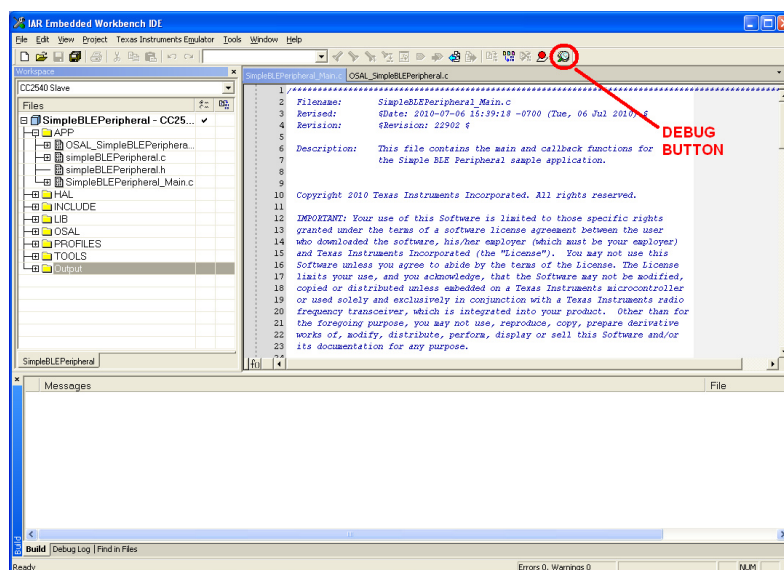 IAR Embedded Workbench IDE
File Edit View Project Texas Instruments Emulator Tools Window Help
Workspace
CC2540 Slave
Files
SimpleBLEPeripheral - CC25...
APP
OSAL_SimpleBLEPeriphera...
simpleBLEPeripheral.c
simpleBLEPeripheral.h
SimpleBLEPeripheral_Main.c
HAL
INCLUDE
LIB
OSAL
PROFILES
TOOLS
Output
SimpleBLEPeripheral
SimpleBLEPeripheral_Main.c OSAL_SimpleBLEPeripheral.c
1 /**************************************************************************************************
2 Filename: SimpleBLEPeripheral_Main.c
3 Revised: $Date: 2010-07-06 15:39:18 -0700 (Tue, 06 Jul 2010) $
4 Revision: $Revision: 22902 $
5
6 Description: This file contains the main and callback functions for
7 the Simple BLE Peripheral sample application.
8
9
10 Copyright 2010 Texas Instruments Incorporated. All rights reserved.
11
12 IMPORTANT: Your use of this Software is limited to those specific rights
13 granted under the terms of a software license agreement between the user
14 who downloaded the software, his/her employer (which must be your employer)
15 and Texas Instruments Incorporated (the "License"). You may not use this
16 Software unless you agree to abide by the terms of the License. The License
17 limits your use, and you acknowledge, that the Software may not be modified,
18 copied or distributed unless embedded on a Texas Instruments microcontroller
19 or used solely and exclusively in conjunction with a Texas Instruments radio
20 frequency transceiver, which is integrated into your product. Other than for
21 the foregoing purpose, you may not use, reproduce, copy, prepare derivative
22 works of, modify, distribute, perform, display or sell this Software and/or
23 its documentation for any purpose.
24
f()
DEBUG
BUTTON
Messages File
Build
Build Debug Log Find in Files
Ready Errors 0, Warnings 0 NUM